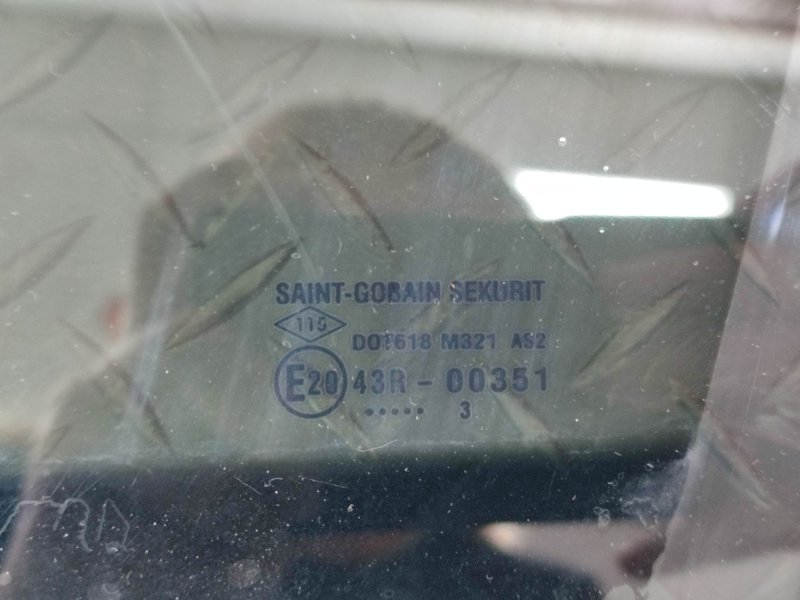 SAINT-GOBAIN SEKURIT
115
DOT618 M321 AS2
E20 43R - 00351
..... 3